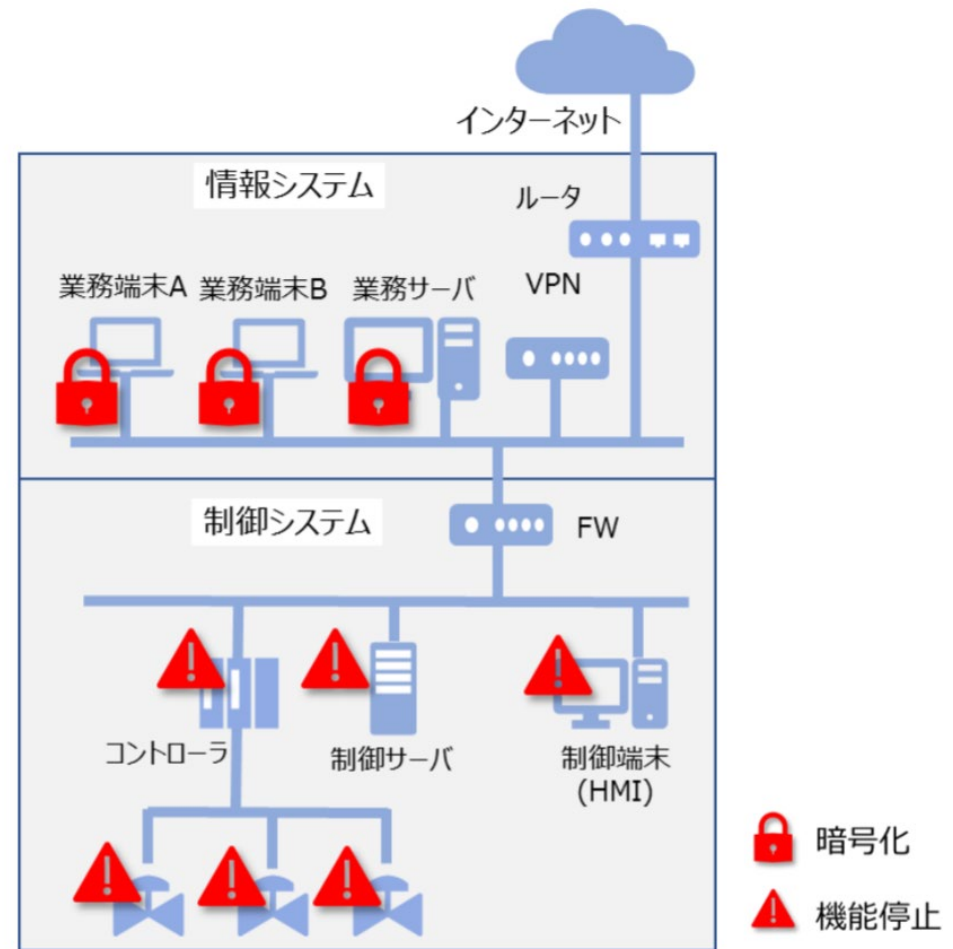 インターネット
情報システム
ルータ
業務端末A
業務端末B
業務サーバ
VPN
制御システム
FW
コントローラ
制御サーバ
制御端末
(HMI)
暗号化
機能停止